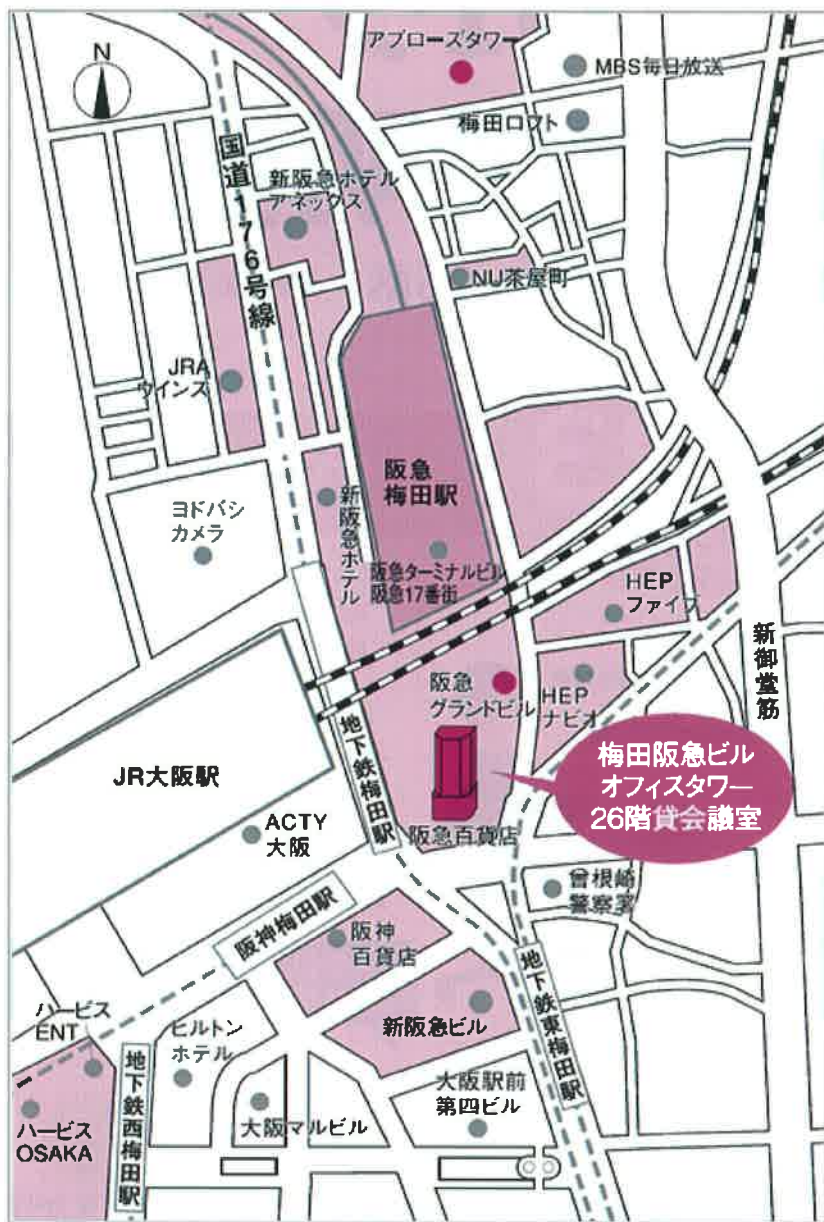 アプローズタワー
N
MBS毎日放送
梅田ロフト
国道176号線
新阪急ホテル
アネックス
NU茶屋町
JRA
ウインズ
阪急
梅田駅
ヨドバシ
カメラ
新阪急ホテル
阪急ターミナルビル
阪急17番街
HEP
ファイブ
新御堂筋
阪急
グランドビル
HEP
ナビオ
梅田阪急ビル
オフィスタワー
26階貸会議室
地下鉄梅田駅
JR大阪駅
ACTY
大阪
阪急百貨店
曾根崎
警察署
阪神梅田駅
阪神
百貨店
地下鉄東梅田駅
ハービス
ENT
ヒルトン
ホテル
新阪急ビル
地下鉄西梅田駅
大阪駅前
第四ビル
大阪マルビル
ハービス
OSAKA